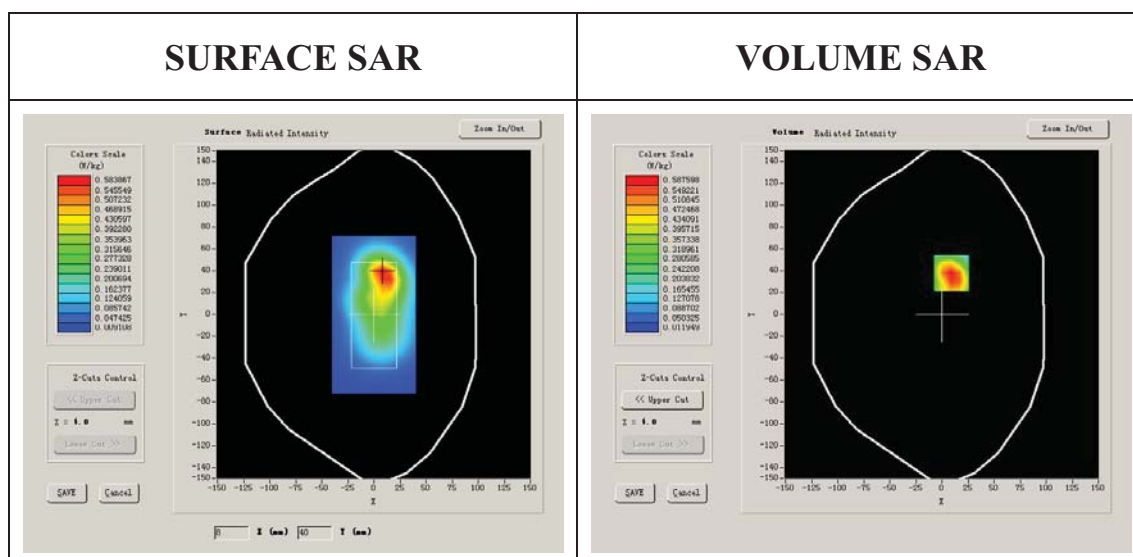 SURFACE SAR
VOLUME SAR
Surface Radiated Intensity
Zoom In/Out
Colors Scale
(W/kg)
0.583867
0.545549
0.507232
0.468915
0.430597
0.392280
0.353963
0.315646
0.277328
0.239011
0.200694
0.162377
0.124059
0.085742
0.047425
150
140
120
100
80
60
40
20
0
-20
-40
-60
-80
-100
-120
-140
-150
Y
-150 -125 -100 -75 -50 -25 0 25 50 75 100 125 150
X
Z-Cuts Control
<< Upper Cut
mm
Lower Cut >>
SAVE Cancel
8 X (mm) 40 Y (mm)
Volume Radiated Intensity
Zoom In/Out
Colors Scale
(W/kg)
0.587598
0.549221
0.510845
0.472468
0.434091
0.395715
0.357338
0.318961
0.280585
0.242208
0.203832
0.165455
0.127078
0.088702
0.050325
0.011949
150
140
120
100
80
60
40
20
0
-20
-40
-60
-80
-100
-120
-140
-150
Y
-150 -125 -100 -75 -50 -25 0 25 50 75 100 125 150
X
Z-Cuts Control
<< Upper Cut
mm
Lower Cut >>
SAVE Cancel